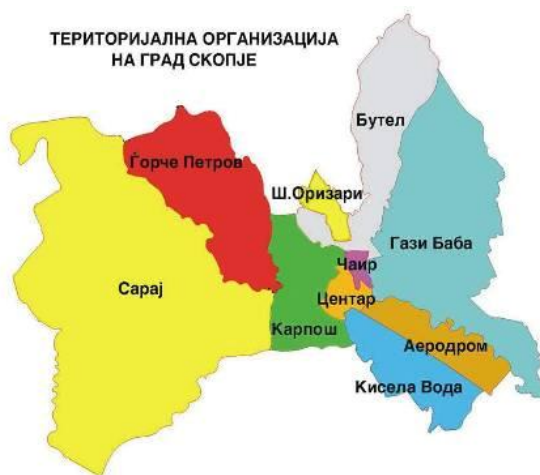 ТЕРИТОРИЈАЛНА ОРГАНИЗАЦИЈА
НА ГРАД СКОПЈЕ
Бутел
Ѓорче Петров
Ш.Оризари
Гази Баба
Чаир
Сарај
Центар
Карпош
Аеродром
Кисела Вода